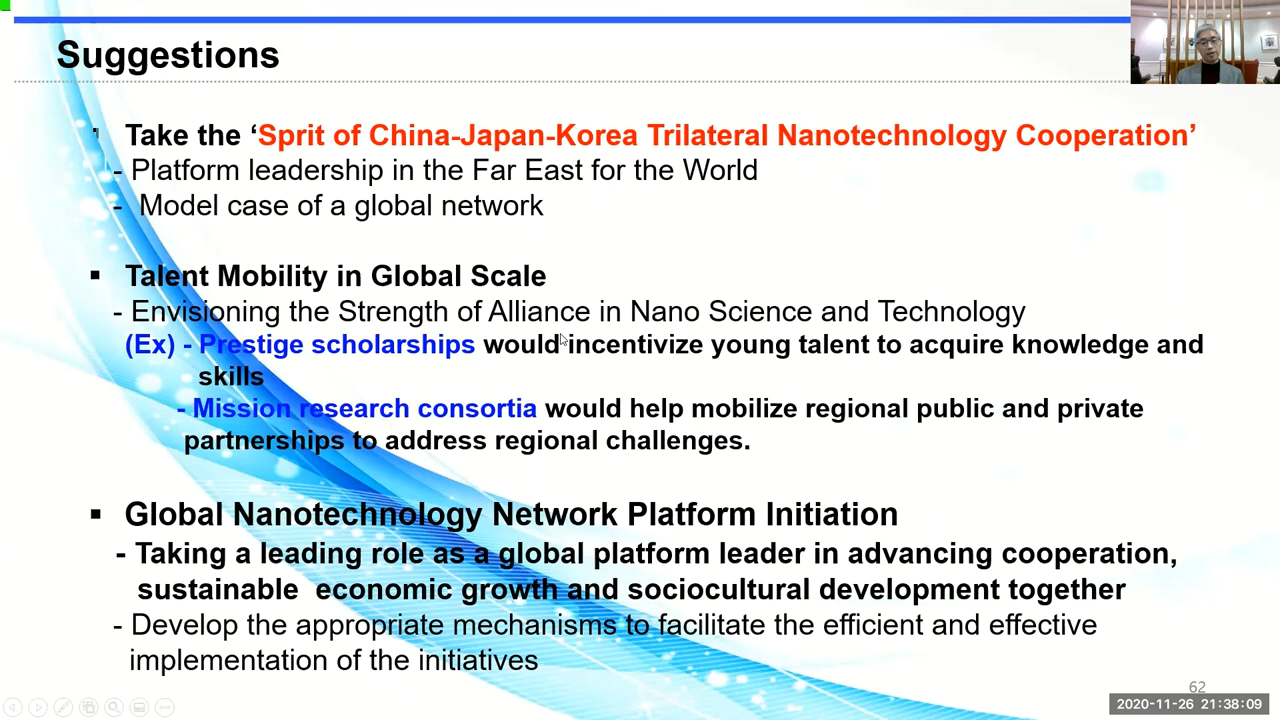 Suggestions
▪ Take the ‘Sprit of China-Japan-Korea Trilateral Nanotechnology Cooperation’
- Platform leadership in the Far East for the World
- Model case of a global network
▪ Talent Mobility in Global Scale
- Envisioning the Strength of Alliance in Nano Science and Technology
(Ex) - Prestige scholarships would incentivize young talent to acquire knowledge and
skills
- Mission research consortia would help mobilize regional public and private
partnerships to address regional challenges.
▪ Global Nanotechnology Network Platform Initiation
- Taking a leading role as a global platform leader in advancing cooperation,
sustainable economic growth and sociocultural development together
- Develop the appropriate mechanisms to facilitate the efficient and effective
implementation of the initiatives
62
2020-11-26 21:38:09